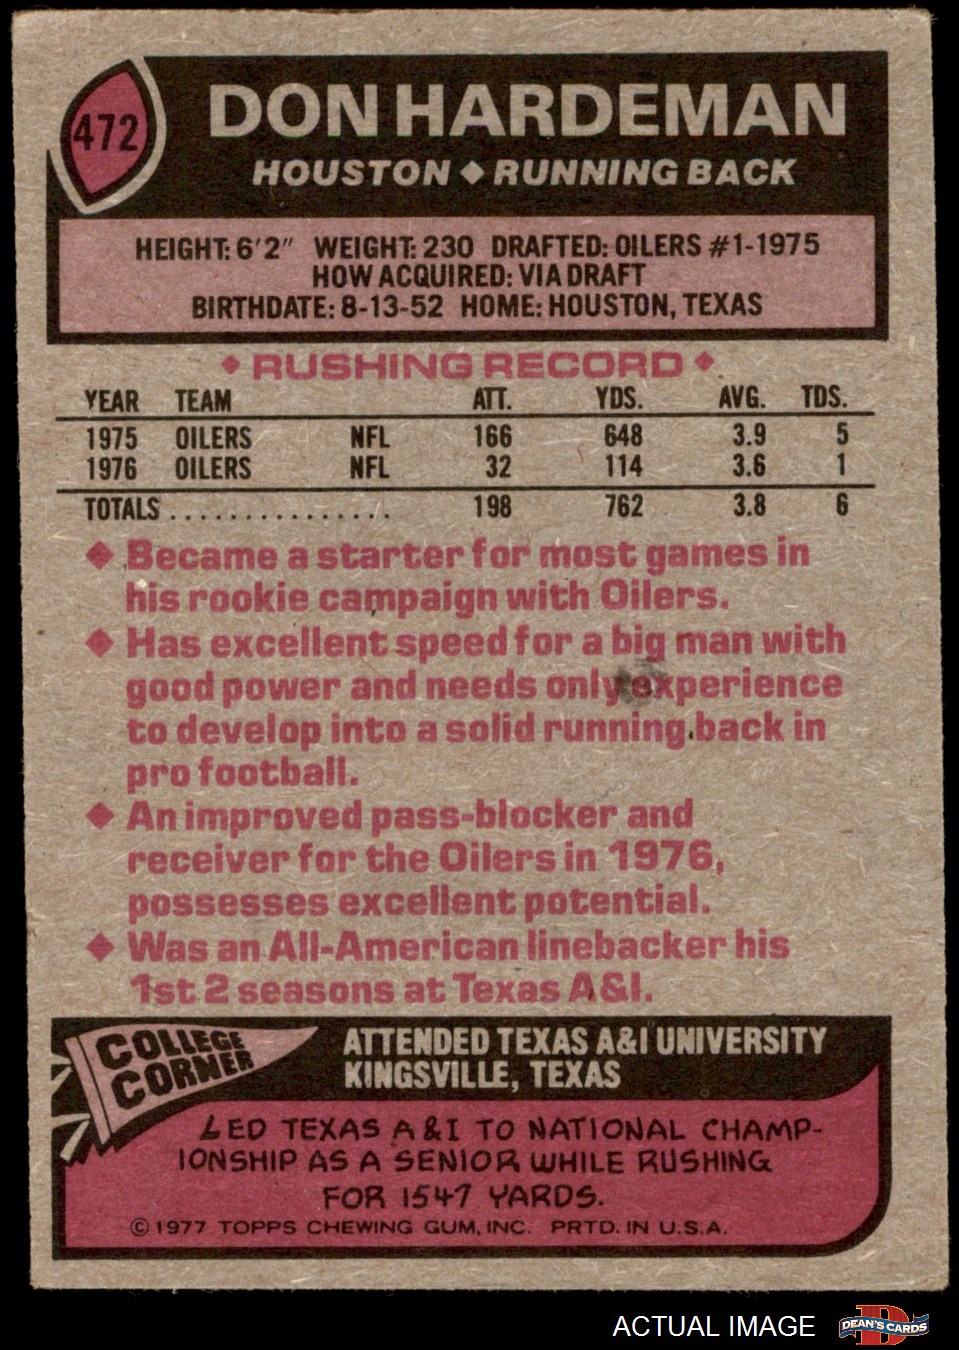 472
DON HARDEMAN
HOUSTON ◆ RUNNING BACK
HEIGHT: 6'2" WEIGHT: 230 DRAFTED: OILERS #1-1975
HOW ACQUIRED: VIA DRAFT
BIRTHDATE: 8-13-52 HOME: HOUSTON, TEXAS
◆ RUSHING RECORD ◆
YEAR TEAM ATT. YDS. AVG. TDS.
1975 OILERS NFL 166 648 3.9 5
1976 OILERS NFL 32 114 3.6 1
TOTALS ............... 198 762 3.8 6
◆ Became a starter for most games in
his rookie campaign with Oilers.
◆ Has excellent speed for a big man with
good power and needs only experience
to develop into a solid running back in
pro football.
◆ An improved pass-blocker and
receiver for the Oilers in 1976,
possesses excellent potential.
◆ Was an All-American linebacker his
1st 2 seasons at Texas A&I.
COLLEGE
CORNER
ATTENDED TEXAS A&I UNIVERSITY
KINGSVILLE, TEXAS
LED TEXAS A & I TO NATIONAL CHAMP-
IONSHIP AS A SENIOR WHILE RUSHING
FOR 1547 YARDS.
© 1977 TOPPS CHEWING GUM, INC. PRTD. IN U.S.A.
ACTUAL IMAGE
D
DEAN'S CARDS